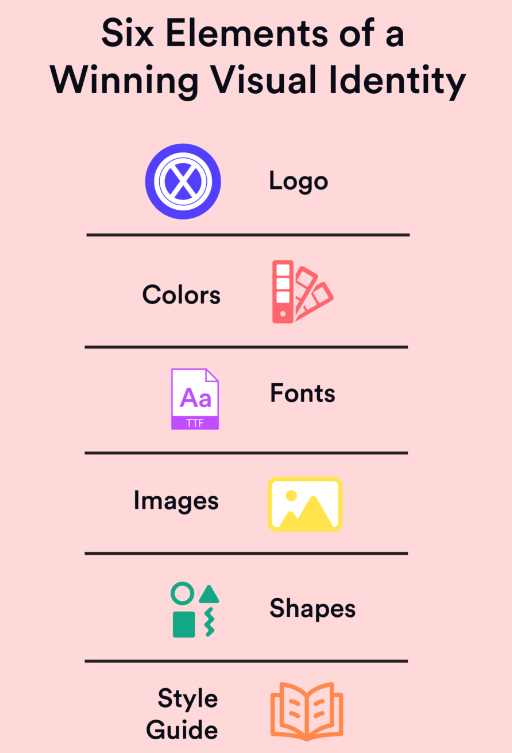 Six Elements of a
Winning Visual Identity
Logo
Colors
Aa
TTF
Fonts
Images
Shapes
Style
Guide